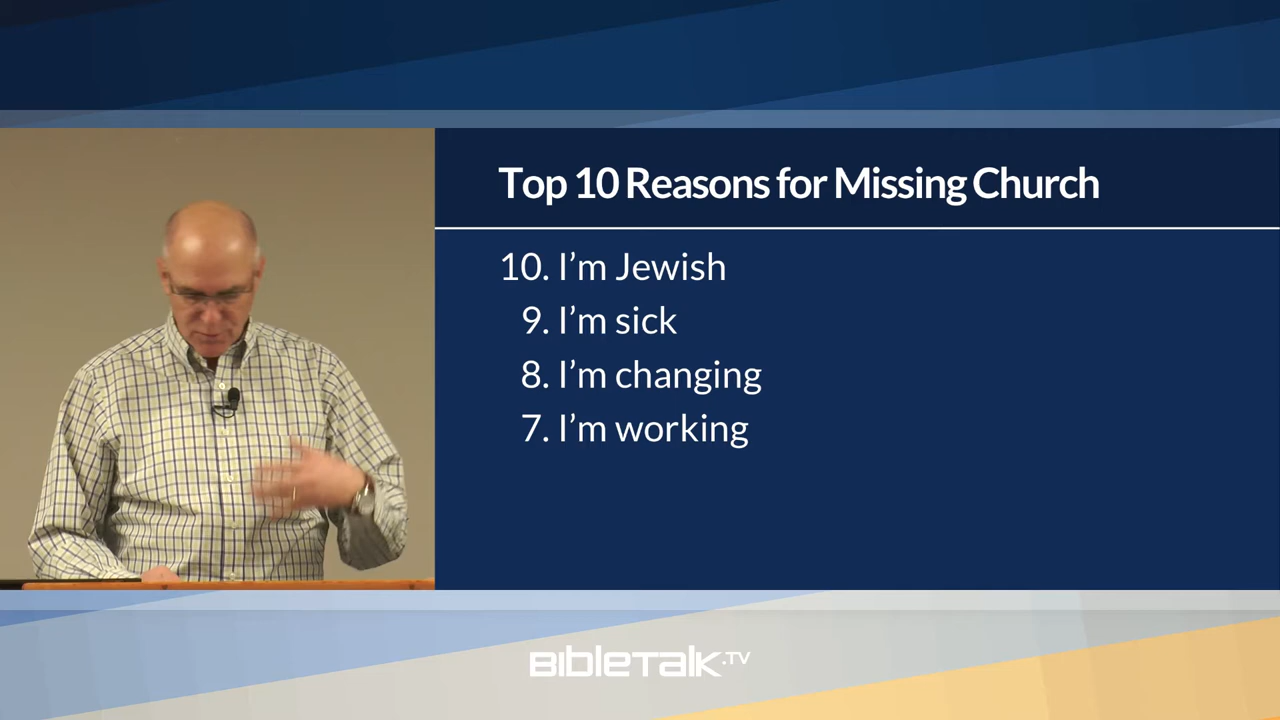 Top 10 Reasons for Missing Church
10. I’m Jewish
9. I’m sick
8. I’m changing
7. I’m working
BIBLETALK.TV